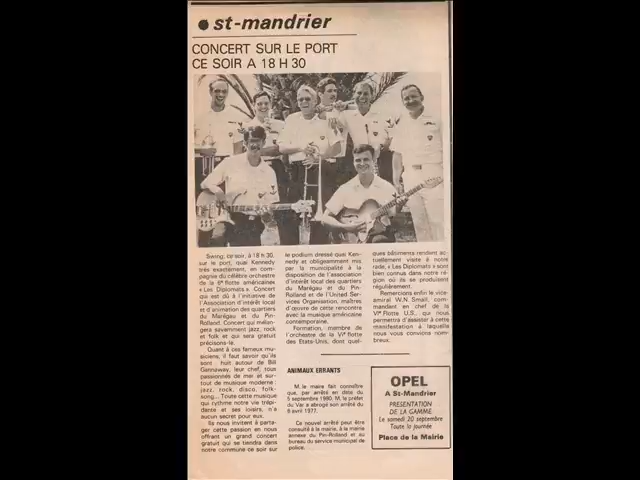 st-mandrier
CONCERT SUR LE PORT
CE SOIR A 18 H 30
Swing, ce soir, à 18 h 30,
sur le port, quai Kennedy
très exactement, en com-
pagnie du célèbre orchestre
de la 6e flotte américaines
« Les Diplomats ». Concert
qui est dû à l'initiative de
l'Association d'intérêt local
et d'animation des quartiers
du Marégau et du Pin-
Rolland. Concert qui mélan-
gera savamment jazz, rock
et folk et qui sera gratuit
précisons-le.
Quant à ces fameux mu-
siciens, il faut savoir qu'ils
sont huit autour de Bill
Gannaway, leur chef, tous
passionnés de mer et sur-
tout de musique moderne :
jazz, rock, disco, folk-
song... Toute cette musique
qui rythme notre vie trépi-
dante et ses loisirs, n'a
aucun secret pour eux.
Ils nous invitent à parta-
ger cette passion en nous
offrant un grand concert
gratuit qui se tiendra dans
notre commune ce soir sur
le podium dressé quai Ken-
nedy et obligeamment mis
par la municipalité à la
disposition de l'association
d'intérêt local des quartiers
du Marégau et du Pin-
Rolland et de l'United Ser-
vices Organisation, maîtres
d'œuvre de cette rencontre
avec la musique américaine
contemporaine.
Formation, membre de
l'orchestre de la VIe flotte
des Etats-Unis, dont quel-
ques bâtiments rendent ac-
tuellement visite à notre
rade, « Les Diplomats » sont
bien connus dans notre ré-
gion où ils se produisent
régulièrement.
Remercions enfin le vice-
amiral W.N. Small, com-
mandant en chef de la
VIe Flotte U.S., qui nous
permettra d'assister à cette
manifestation à laquelle
nous vous convions nom-
breux.
ANIMAUX ERRANTS
M. le maire fait connaître
que, par arrêté en date du
5 septembre 1980, M. le préfet
du Var a abrogé son arrêté du
6 avril 1977.
Ce nouvel arrêté peut être
consulté à la mairie, à la mairie
annexe du Pin-Rolland et au
bureau du service municipal de
police.
OPEL
A St-Mandrier
PRESENTATION
DE LA GAMME
Le samedi 20 septembre
Toute la journée
Place de la Mairie